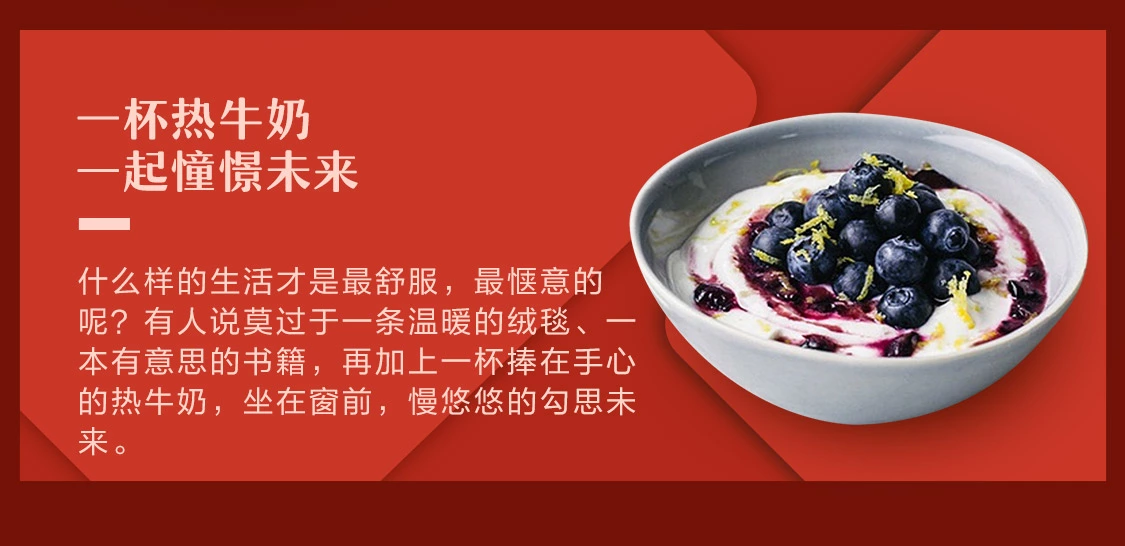 一杯热牛奶
一起憧憬未来
什么样的生活才是最舒服，最惬意的
呢？有人说莫过于一条温暖的绒毯、一
本有意思的书籍，再加上一杯捧在手心
的热牛奶，坐在窗前，慢悠悠的勾思未
来。